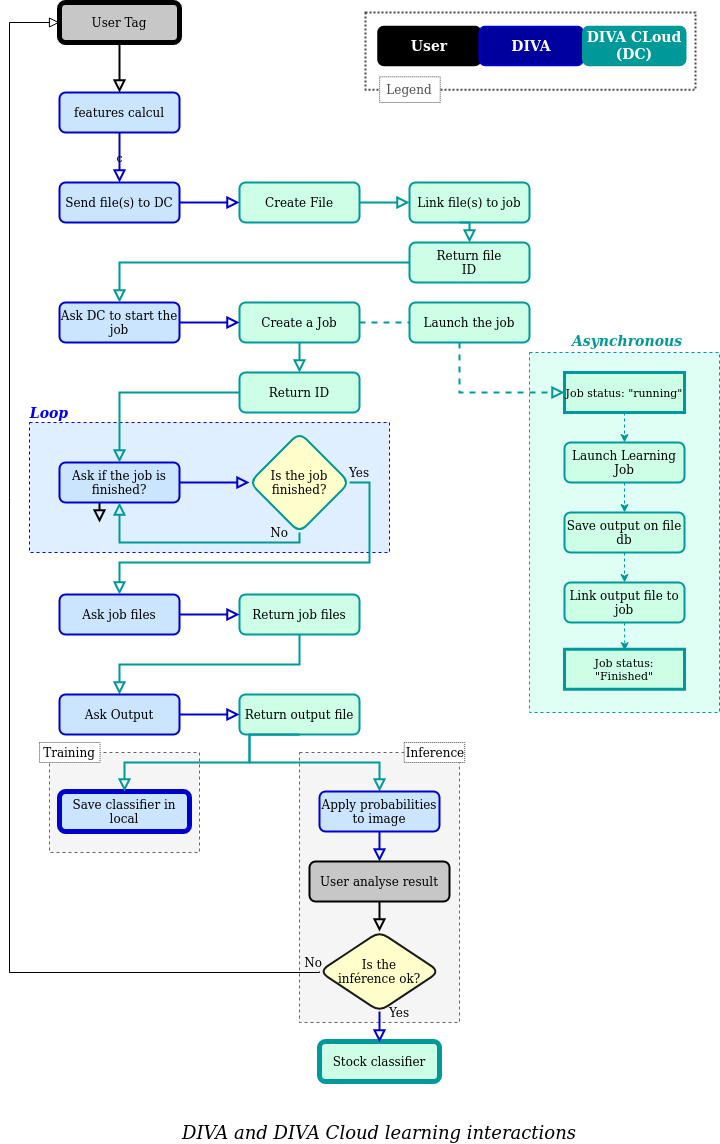 User Tag
User
DIVA
DIVA CLoud
(DC)
Legend
features calcul
c
Send file(s) to DC
Create File
Link file(s) to job
Return file
ID
Ask DC to start the
job
Create a Job
Launch the job
Asynchronous
Job status: "running"
Return ID
Loop
Ask if the job is
finished?
Is the job
finished?
Yes
No
Launch Learning
Job
Save output on file
db
Link output file to
job
Job status:
"Finished"
Ask job files
Return job files
Ask Output
Return output file
Training
Inference
Save classifier in
local
Apply probabilities
to image
User analyse result
Is the
inférence ok?
No
Yes
Stock classifier
DIVA and DIVA Cloud learning interactions